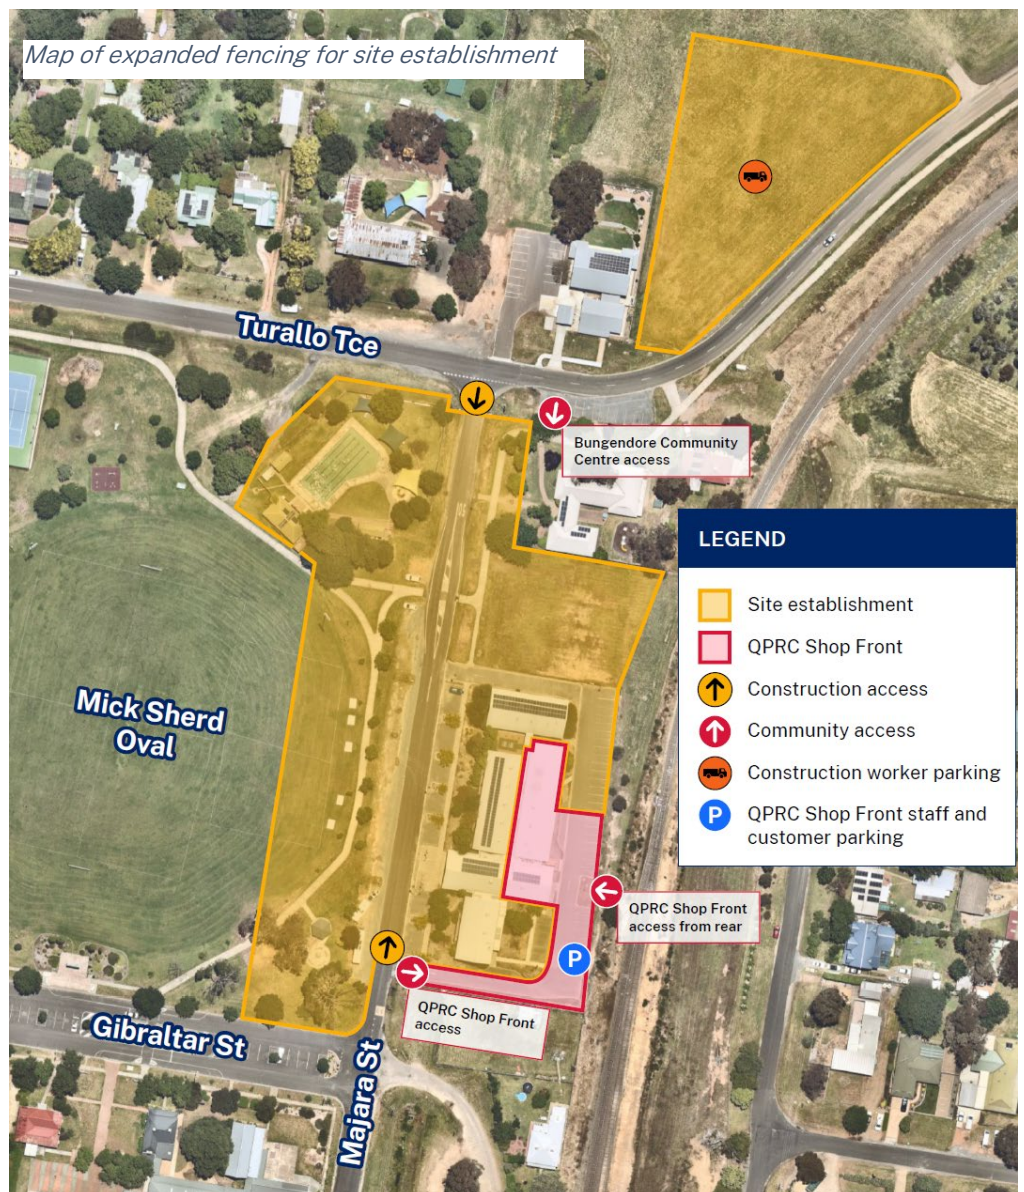 Map of expanded fencing for site establishment
Turallo Tce
Bungendore Community
Centre access
LEGEND
Site establishment
QPRC Shop Front
Construction access
Community access
Construction worker parking
P
QPRC Shop Front staff and
customer parking
Mick Sherd
Oval
QPRC Shop Front
access from rear
P
QPRC Shop Front
access
Gibraltar St
Majara St